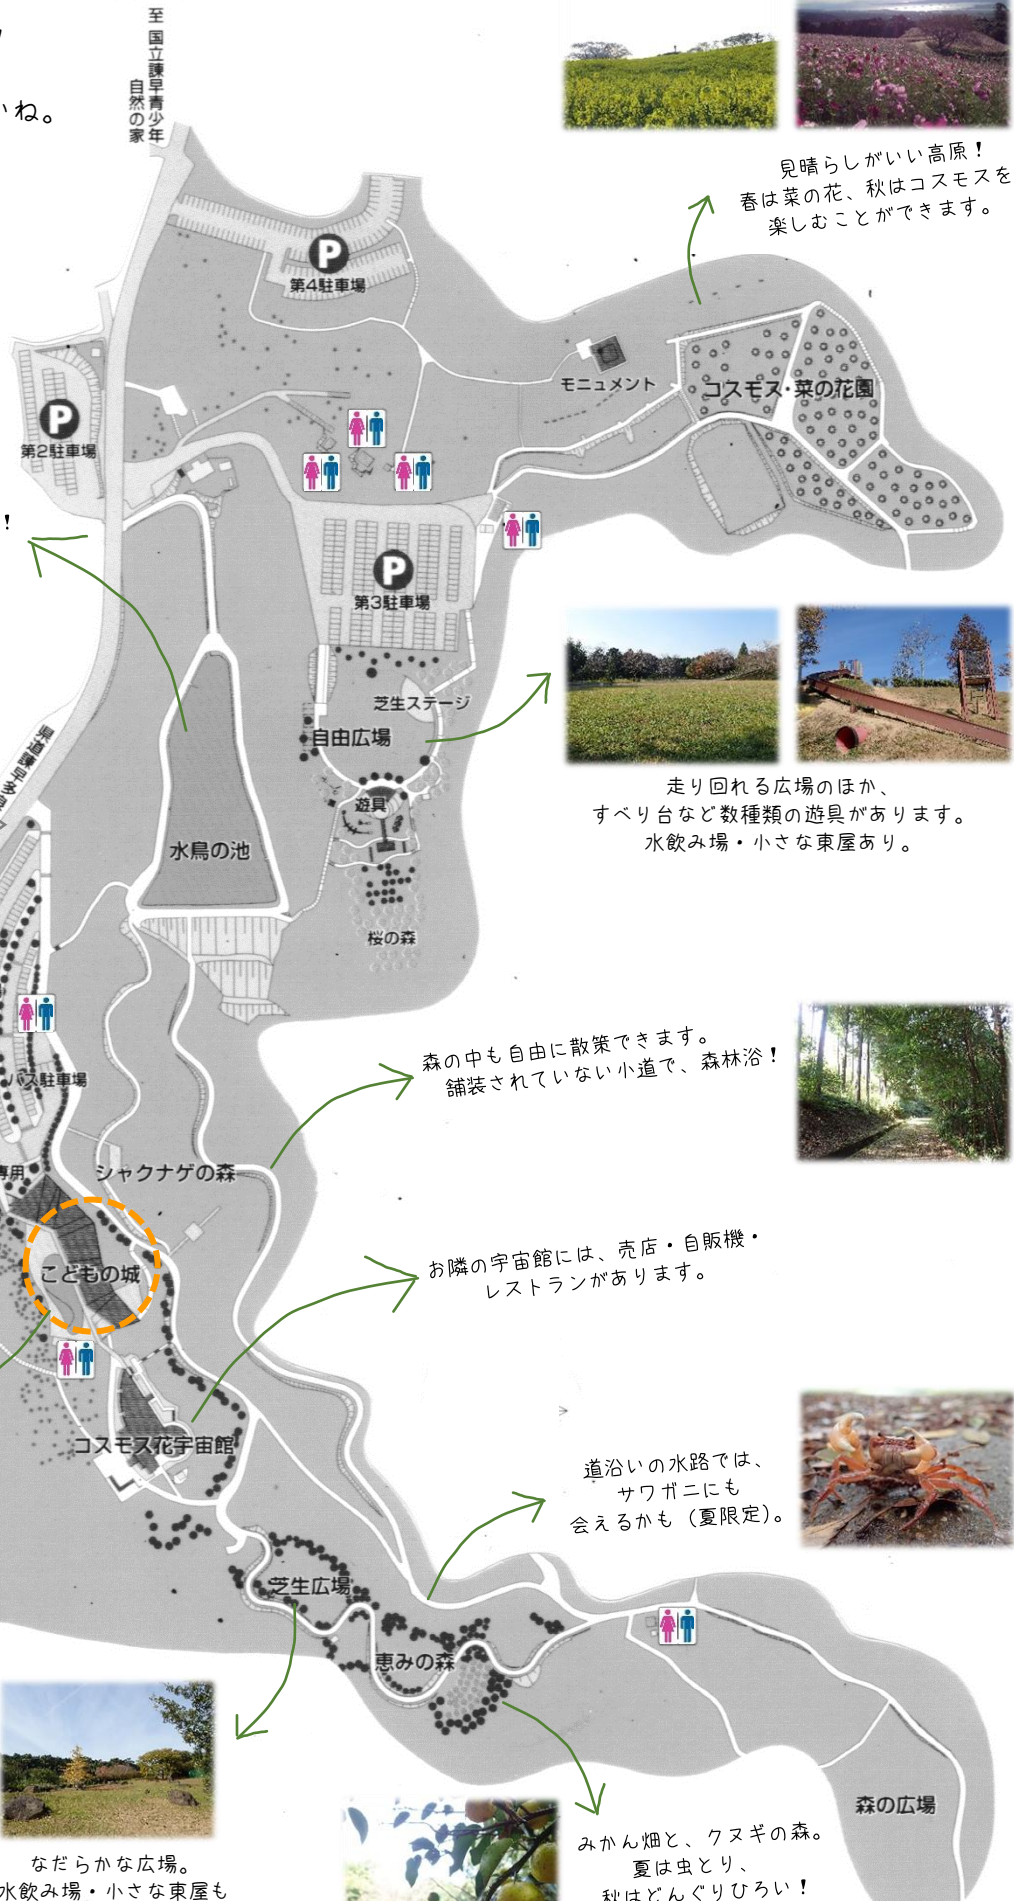 至 国立諫早青少年
自然の家
いね。
見晴らしがいい高原！
春は菜の花、秋はコスモスを
楽しむことができます。
P
第4駐車場
モニュメント
コスモス・菜の花園
P
第2駐車場
！
P
第3駐車場
芝生ステージ
自由広場
遊具
走り回れる広場のほか、
すべり台など数種類の遊具があります。
水飲み場・小さな東屋あり。
県道諫早多良
水鳥の池
桜の森
森の中も自由に散策できます。
舗装されていない小道で、森林浴！
バス駐車場
専用
シャクナゲの森
こどもの城
お隣の宇宙館には、売店・自販機・
レストランがあります。
コスモス花宇宙館
道沿いの水路では、
サワガニにも
会えるかも（夏限定）。
芝生広場
恵みの森
森の広場
なだらかな広場。
水飲み場・小さな東屋も
みかん畑と、クヌギの森。
夏は虫とり、
秋はどんぐりひろい！